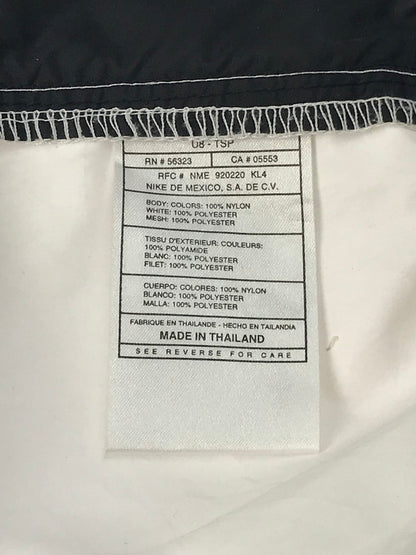 U8 - TSP
RN # 56323 CA # 05553
RFC # NME 920220 KL4
NIKE DE MEXICO, S.A. DE C.V.
BODY: COLORS: 100% NYLON
WHITE: 100% POLYESTER
MESH: 100% POLYESTER
TISSU D'EXTERIEUR: COULEURS:
100% POLYAMIDE
BLANC: 100% POLYESTER
FILET: 100% POLYESTER
CUERPO: COLORES: 100% NYLON
BLANCO: 100% POLYESTER
MALLA: 100% POLYESTER
FABRIQUE EN THAILANDE - HECHO EN TAILANDIA
MADE IN THAILAND
SEE REVERSE FOR CARE